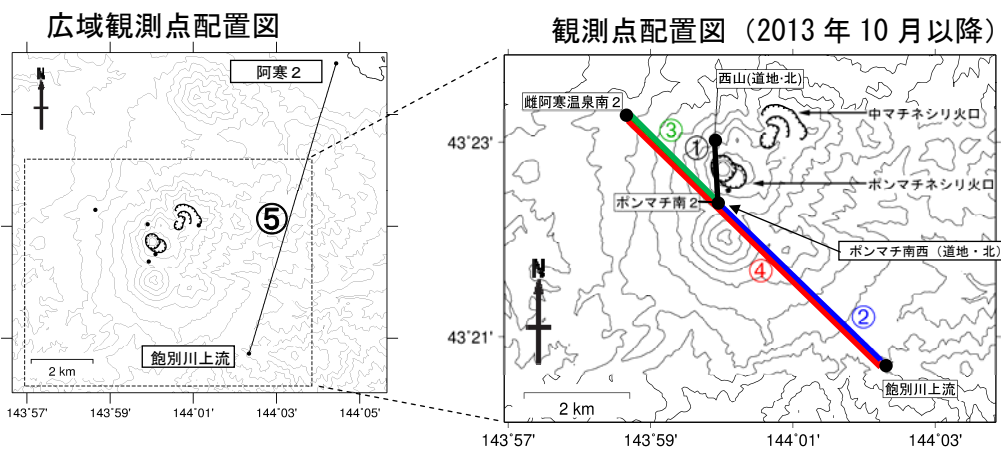 広域観測点配置図
阿寒2
N
⑤
飽別川上流
2 km
143°57'
143°59'
144°01'
144°03'
144°05'
観測点配置図（2013年10月以降）
西山(道地･北)
雌阿寒温泉南2
中マチネシリ火口
③
①
43°23'
ポンマチネシリ火口
ポンマチ南2
ポンマチ南西（道地・北）
N
④
②
43°21'
飽別川上流
2 km
143°57'
143°59'
144°01'
144°03'